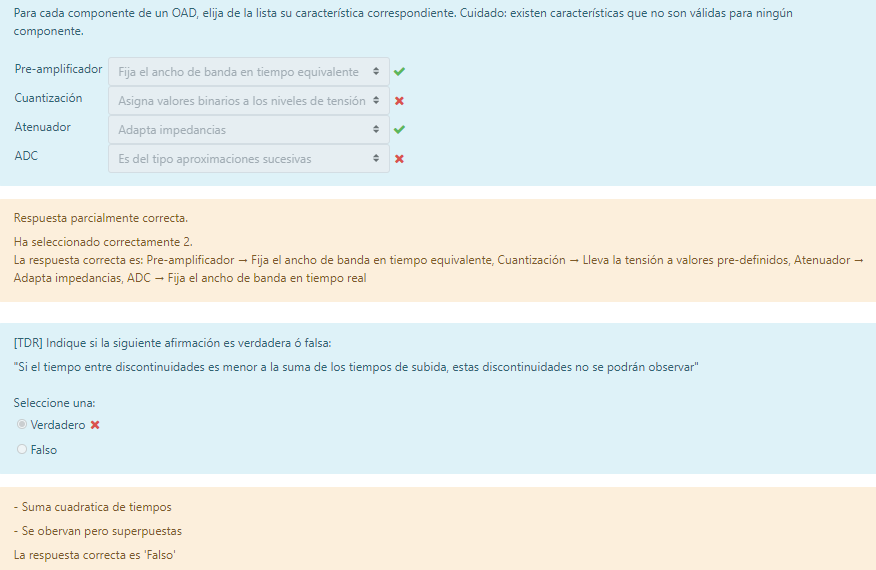 Para cada componente de un OAD, elija de la lista su característica correspondiente. Cuidado: existen características que no son válidas para ningún
componente.
Pre-amplificador Fija el ancho de banda en tiempo equivalente
Cuantización Asigna valores binarios a los niveles de tensión
Atenuador Adapta impedancias
ADC Es del tipo aproximaciones sucesivas
Respuesta parcialmente correcta.
Ha seleccionado correctamente 2.
La respuesta correcta es: Pre-amplificador → Fija el ancho de banda en tiempo equivalente, Cuantización → Lleva la tensión a valores pre-definidos, Atenuador →
Adapta impedancias, ADC → Fija el ancho de banda en tiempo real
[TDR] Indique si la siguiente afirmación es verdadera ó falsa:
"Si el tiempo entre discontinuidades es menor a la suma de los tiempos de subida, estas discontinuidades no se podrán observar"
Seleccione una:
Verdadero
Falso
- Suma cuadratica de tiempos
- Se obervan pero superpuestas
La respuesta correcta es 'Falso'